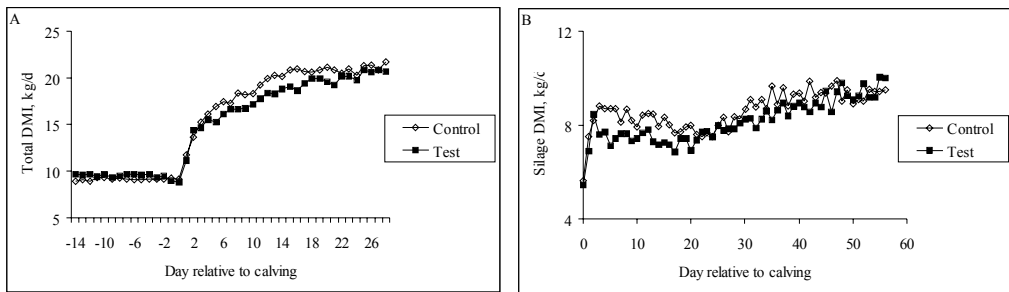 A
25
20
15
10
5
Total DMI, kg/d
-14 -10 -6 -2 2 6 10 14 18 22 26
Day relative to calving
Control
Test
B
12
8
4
Silage DMI, kg/c
0 10 20 30 40 50 60
Day relative to calving
Control
Test